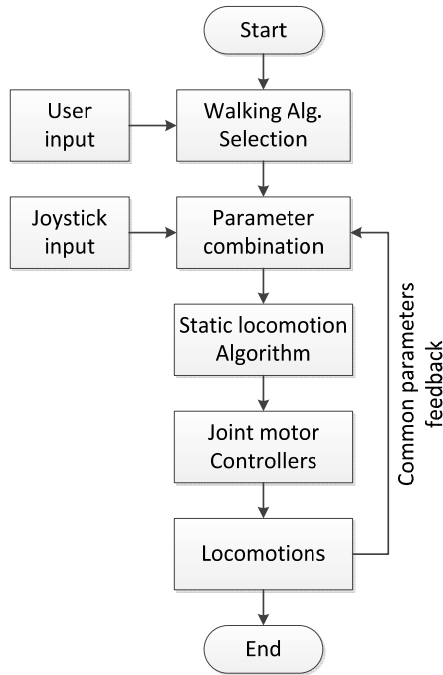 Start
User
input
Walking Alg.
Selection
Joystick
input
Parameter
combination
Static locomotion
Algorithm
Joint motor
Controllers
Common parameters
feedback
Locomotions
End